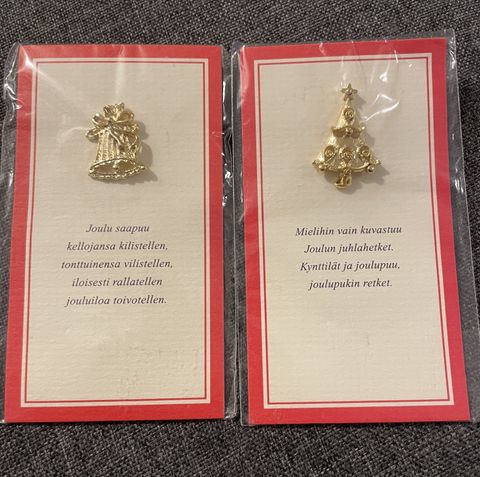 Joulu saapuu
kellojansa kilistellen,
tonttuinensa vilistellen,
iloisesti rallatellen
jouluiloa toivotellen.
Mielihin vain kuvastuu
Joulun juhlahetket.
Kynttilät ja joulupuu,
joulupukin retket.